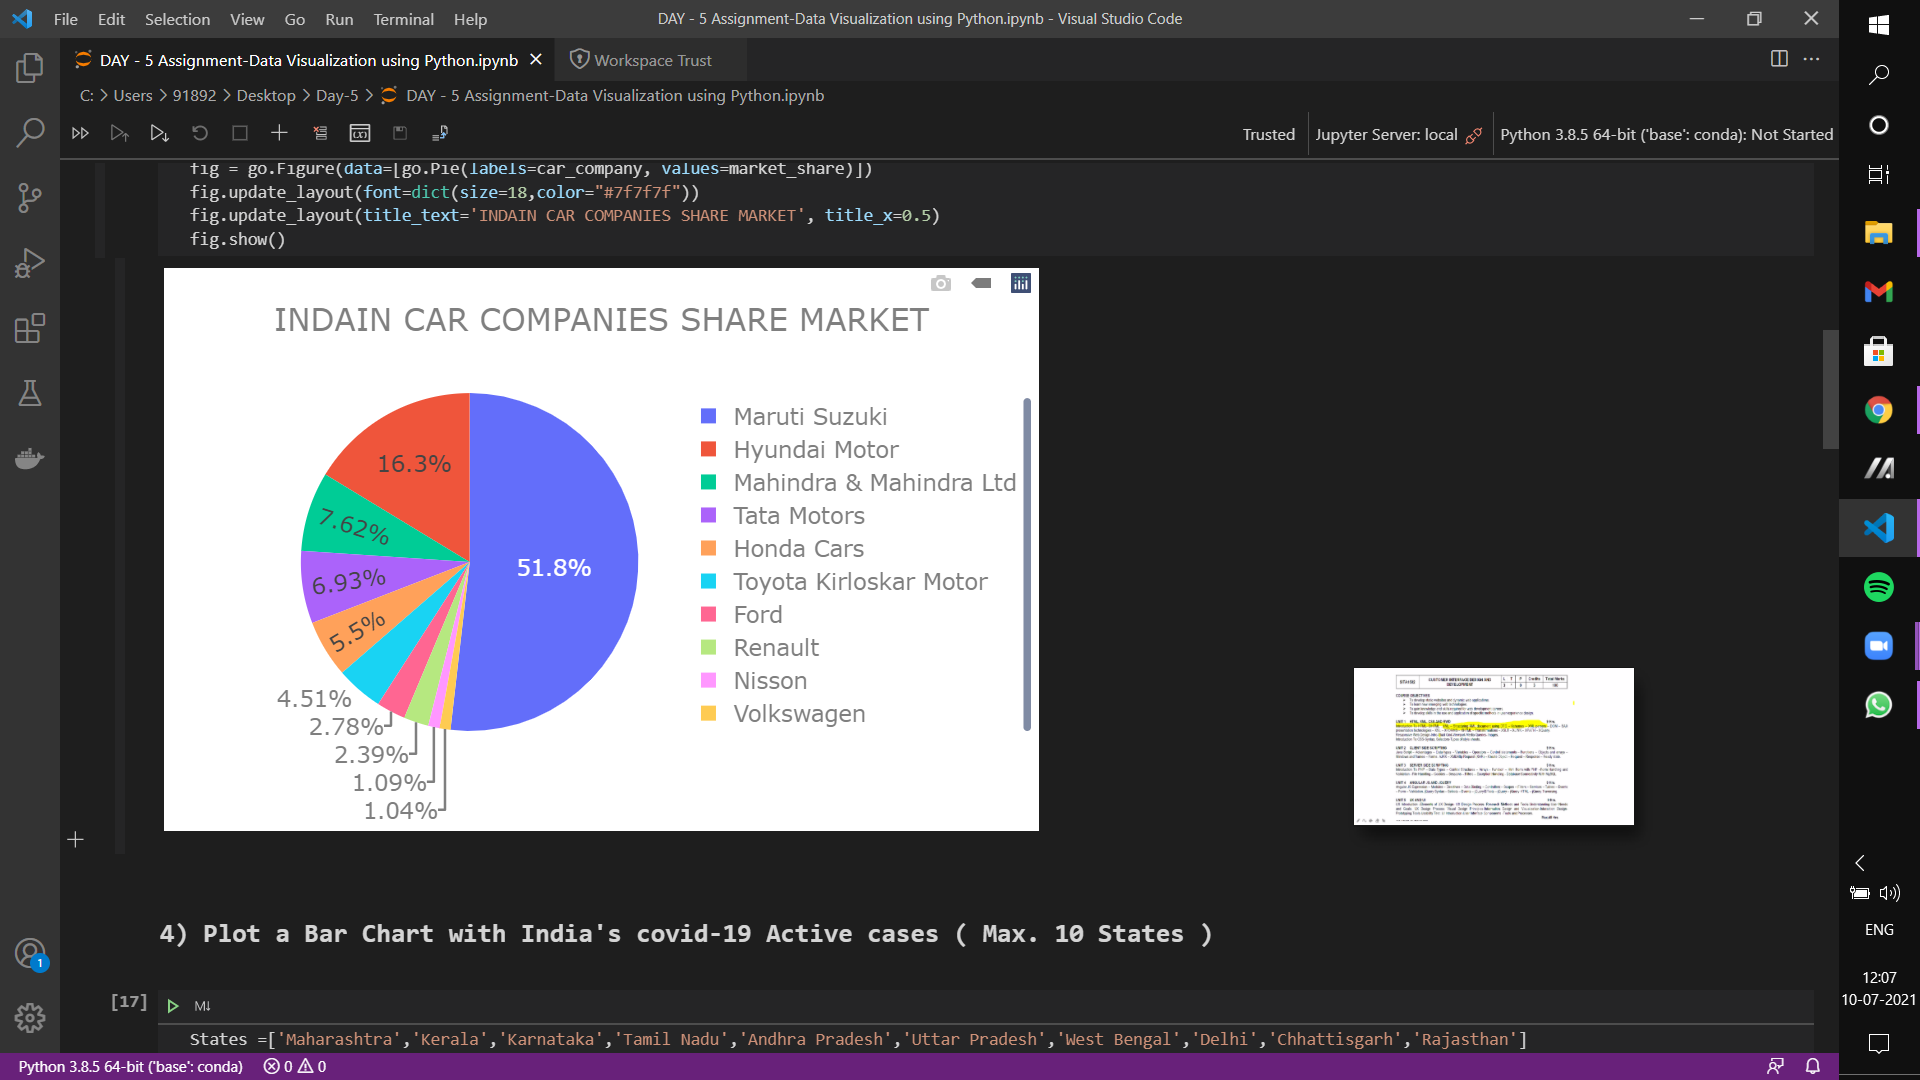 File Edit Selection View Go Run Terminal Help
DAY - 5 Assignment-Data Visualization using Python.ipynb - Visual Studio Code
DAY - 5 Assignment-Data Visualization using Python.ipynb
Workspace Trust
C: > Users > 91892 > Desktop > Day-5 > DAY - 5 Assignment-Data Visualization using Python.ipynb
Trusted
Jupyter Server: local
Python 3.8.5 64-bit ('base': conda): Not Started
fig = go.Figure(data=[go.Pie(labels=car_company, values=market_share)])
fig.update_layout(font=dict(size=18,color="#7f7f7f"))
fig.update_layout(title_text='INDAIN CAR COMPANIES SHARE MARKET', title_x=0.5)
fig.show()
INDAIN CAR COMPANIES SHARE MARKET
51.8%
16.3%
7.62%
6.93%
5.5%
4.51%
2.78%
2.39%
1.09%
1.04%
Maruti Suzuki
Hyundai Motor
Mahindra & Mahindra Ltd
Tata Motors
Honda Cars
Toyota Kirloskar Motor
Ford
Renault
Nisson
Volkswagen
4) Plot a Bar Chart with India's covid-19 Active cases ( Max. 10 States )
[17]
M↓
States =['Maharashtra','Kerala','Karnataka','Tamil Nadu','Andhra Pradesh','Uttar Pradesh','West Bengal','Delhi','Chhattisgarh','Rajasthan']
1
Python 3.8.5 64-bit ('base': conda)
0 0
ENG
12:07
10-07-2021